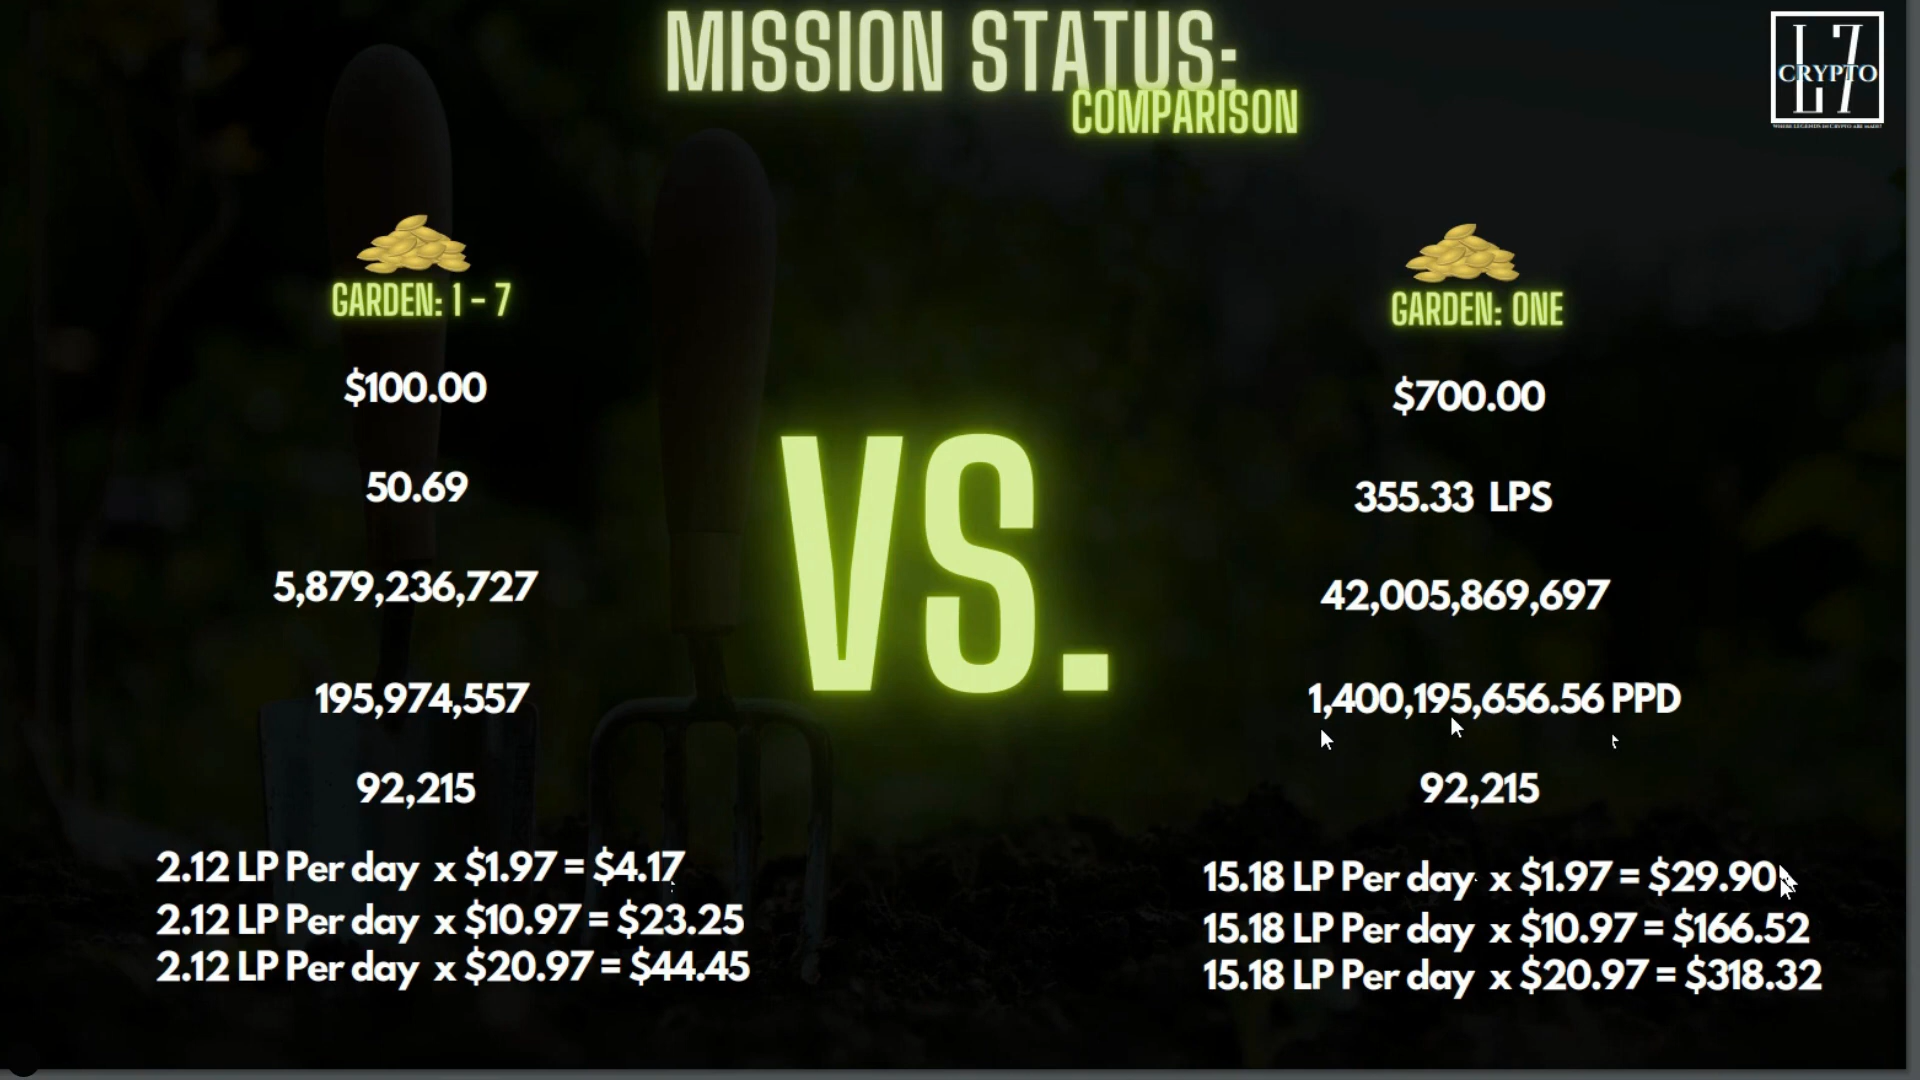 MISSION STATUS:
COMPARISON
L7
CRYPTO
GARDEN: 1 - 7
$100.00
50.69
5,879,236,727
195,974,557
92,215
2.12 LP Per day x $1.97 = $4.17
2.12 LP Per day x $10.97 = $23.25
2.12 LP Per day x $20.97 = $44.45
VS.
GARDEN: ONE
$700.00
355.33 LPS
42,005,869,697
1,400,195,656.56 PPD
92,215
15.18 LP Per day x $1.97 = $29.90
15.18 LP Per day x $10.97 = $166.52
15.18 LP Per day x $20.97 = $318.32